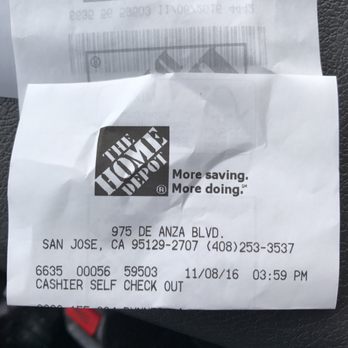 THE
HOME
DEPOT
®
More saving.
More doing.℠
975 DE ANZA BLVD.
SAN JOSE, CA 95129-2707 (408)253-3537
6635 00056 59503 11/08/16 03:59 PM
CASHIER SELF CHECK OUT